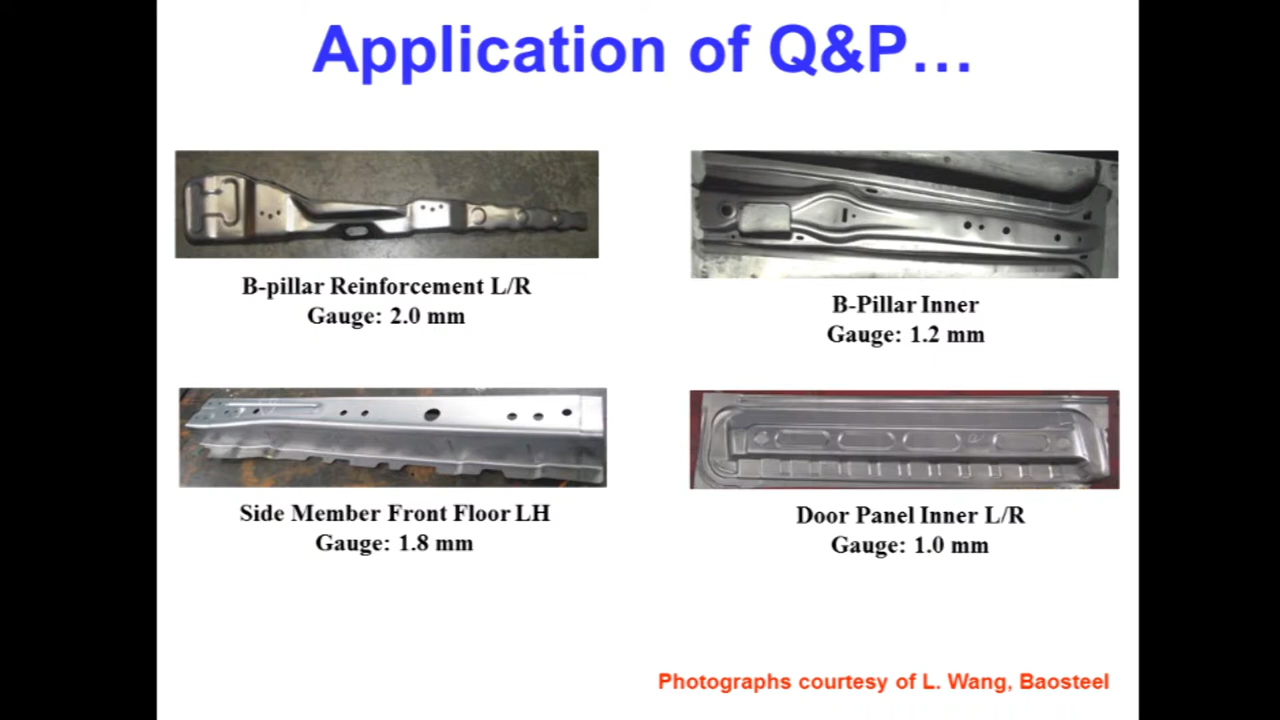 Application of Q&P…
B-pillar Reinforcement L/R
Gauge: 2.0 mm
B-Pillar Inner
Gauge: 1.2 mm
Side Member Front Floor LH
Gauge: 1.8 mm
Door Panel Inner L/R
Gauge: 1.0 mm
Photographs courtesy of L. Wang, Baosteel